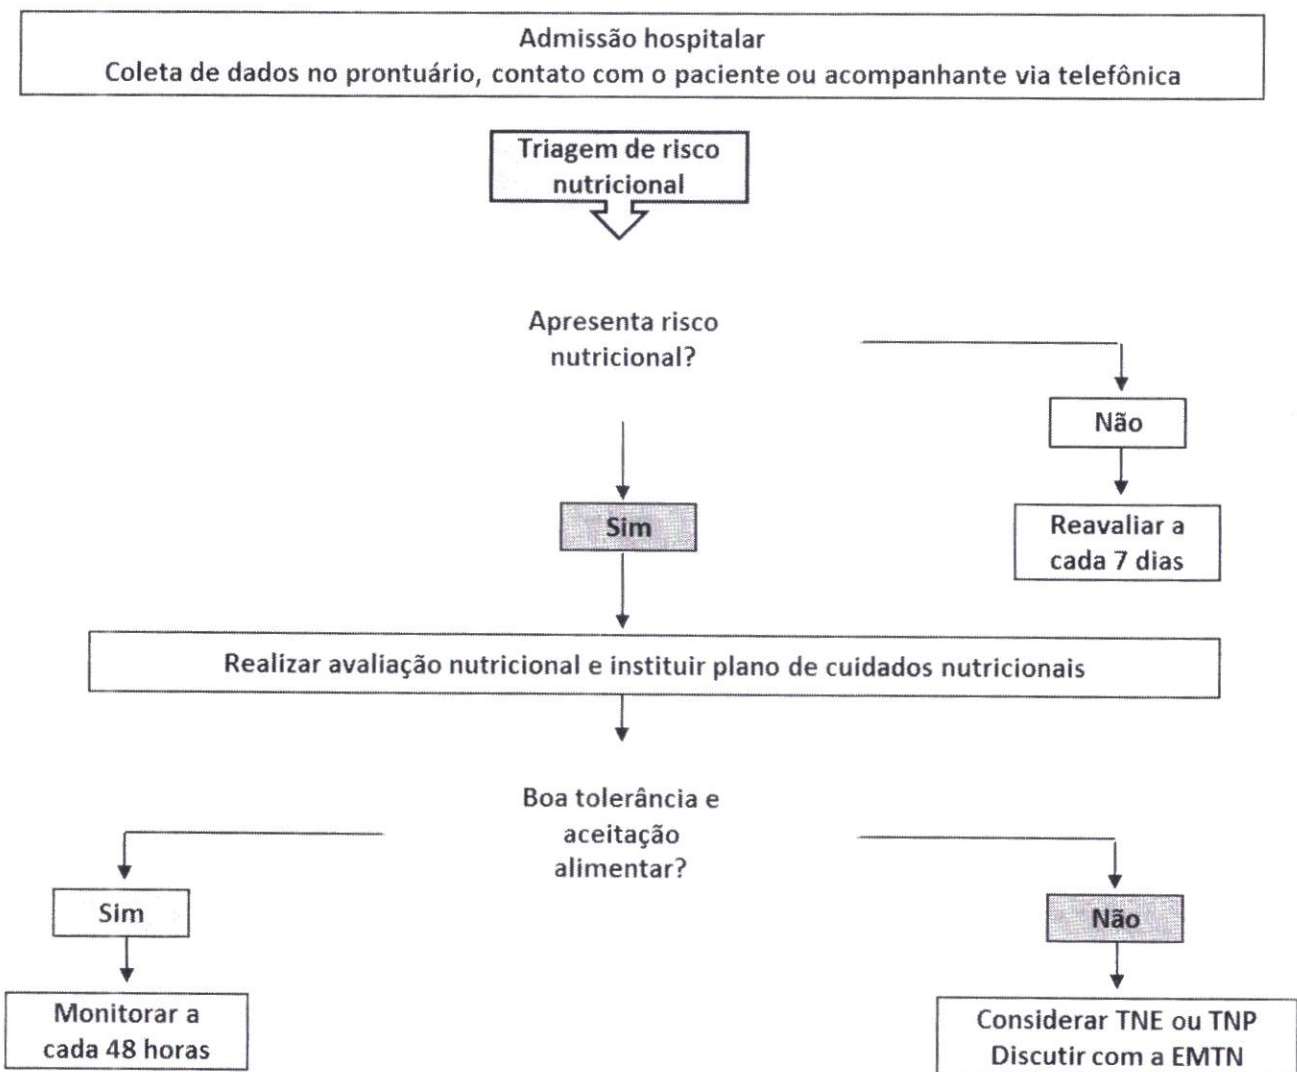 Admissão hospitalar
Coleta de dados no prontuário, contato com o paciente ou acompanhante via telefônica
Triagem de risco
nutricional
Apresenta risco
nutricional?
Não
Sim
Reavaliar a
cada 7 dias
Realizar avaliação nutricional e instituir plano de cuidados nutricionais
Boa tolerância e
aceitação
alimentar?
Sim
Não
Monitorar a
cada 48 horas
Considerar TNE ou TNP
Discutir com a EMTN